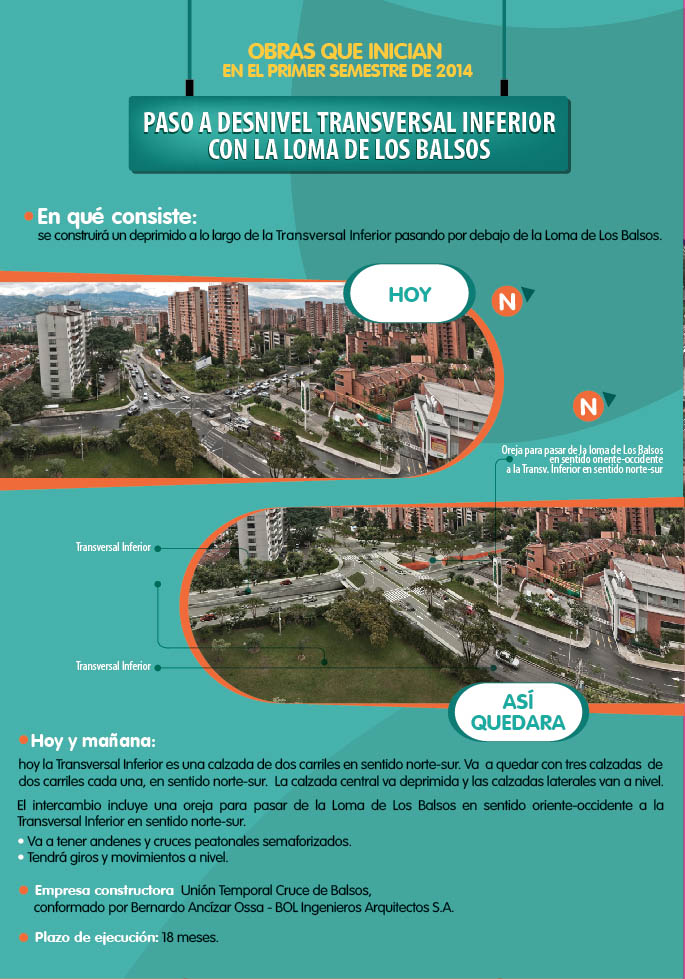 OBRAS QUE INICIAN
EN EL PRIMER SEMESTRE DE 2014
PASO A DESNIVEL TRANSVERSAL INFERIOR
CON LA LOMA DE LOS BALSOS
En qué consiste:
se construirá un deprimido a lo largo de la Transversal Inferior pasando por debajo de la Loma de Los Balsos.
HOY
N
N
Oreja para pasar de la loma de Los Balsos
en sentido oriente-occidente
a la Transv. Inferior en sentido norte-sur
Transversal Inferior
Transversal Inferior
ASÍ
QUEDARA
Hoy y mañana:
hoy la Transversal Inferior es una calzada de dos carriles en sentido norte-sur. Va a quedar con tres calzadas de
dos carriles cada una, en sentido norte-sur. La calzada central va deprimida y las calzadas laterales van a nivel.
El intercambio incluye una oreja para pasar de la Loma de Los Balsos en sentido oriente-occidente a la
Transversal Inferior en sentido norte-sur.
• Va a tener andenes y cruces peatonales semaforizados.
• Tendrá giros y movimientos a nivel.
Empresa constructora Unión Temporal Cruce de Balsos,
conformado por Bernardo Ancízar Ossa - BOL Ingenieros Arquitectos S.A.
Plazo de ejecución: 18 meses.